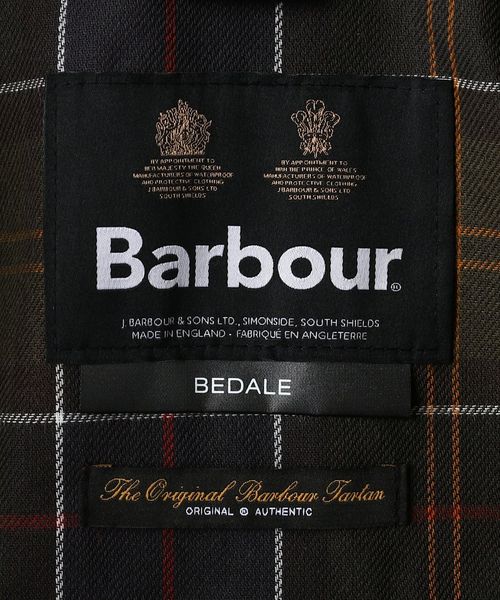 BY APPOINTMENT TO
HER MAJESTY THE QUEEN
MANUFACTURERS OF WATERPROOF
AND PROTECTIVE CLOTHING
J.BARBOUR & SONS LTD
SOUTH SHIELDS
BY APPOINTMENT TO
HRH THE PRINCE OF WALES
MANUFACTURERS OF WATERPROOF
AND PROTECTIVE CLOTHING
J.BARBOUR & SONS LTD
SOUTH SHIELDS
Barbour®
J. BARBOUR & SONS LTD., SIMONSIDE, SOUTH SHIELDS
MADE IN ENGLAND - FABRIQUÉ EN ANGLETERRE
BEDALE
The Original Barbour Tartan
ORIGINAL ® AUTHENTIC